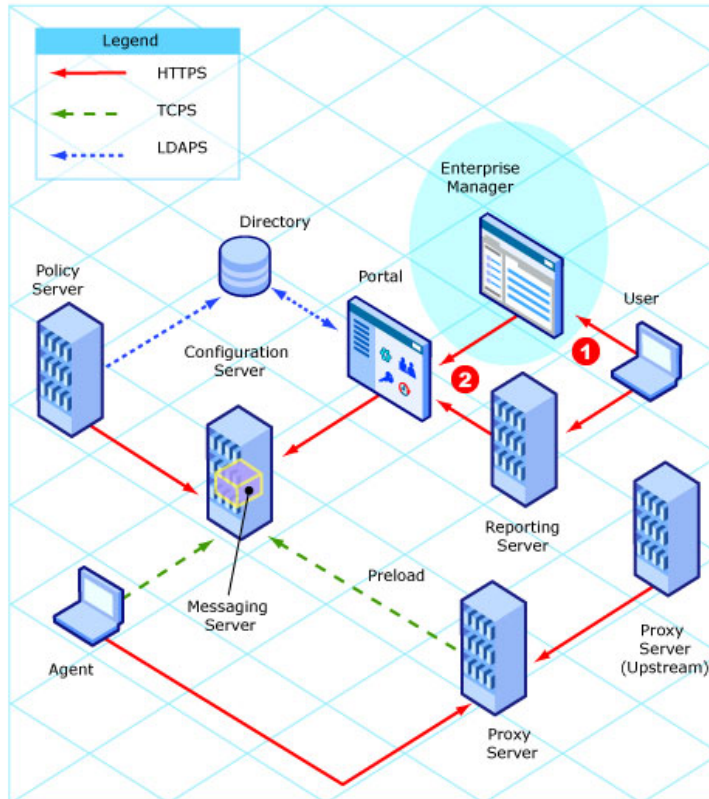 Legend
HTTPS
TCPS
LDAPS
Enterprise
Manager
Directory
Policy
Server
Portal
User
1
Configuration
Server
2
Reporting
Server
Preload
Messaging
Server
Agent
Proxy
Server
(Upstream)
Proxy
Server